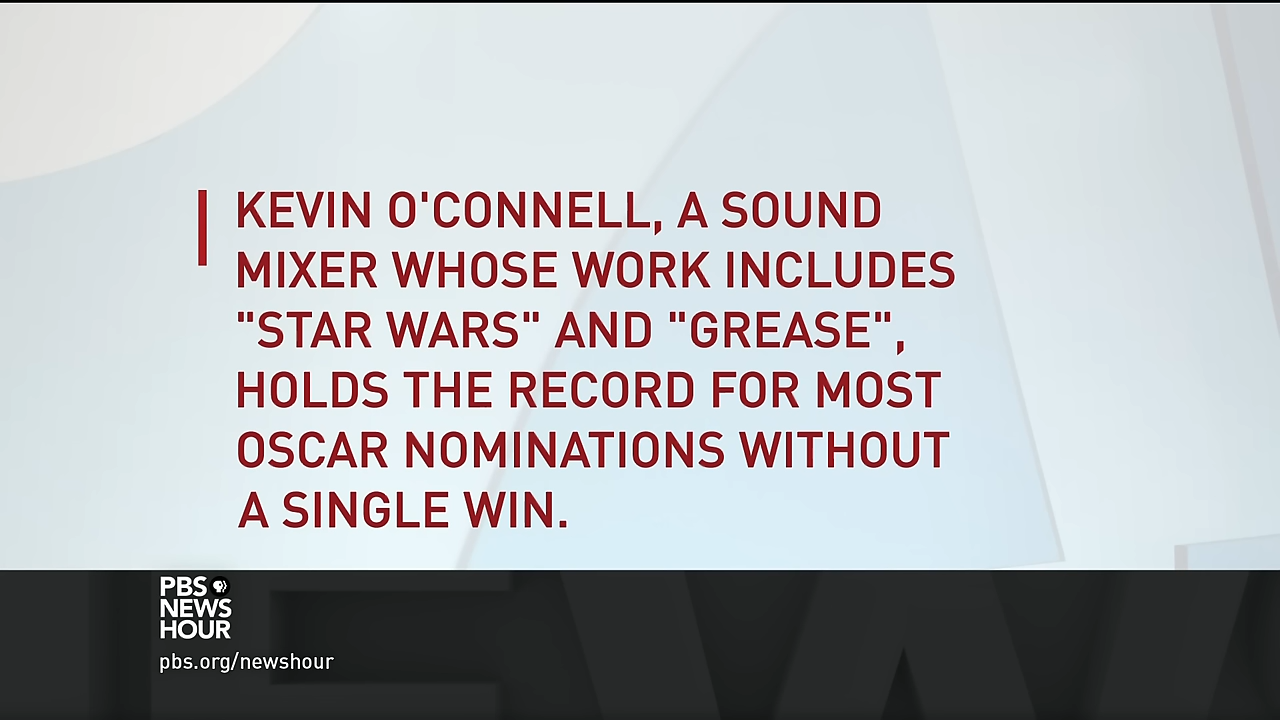 KEVIN O'CONNELL, A SOUND
MIXER WHOSE WORK INCLUDES
"STAR WARS" AND "GREASE",
HOLDS THE RECORD FOR MOST
OSCAR NOMINATIONS WITHOUT
A SINGLE WIN.
PBS
NEWS
HOUR
pbs.org/newshour